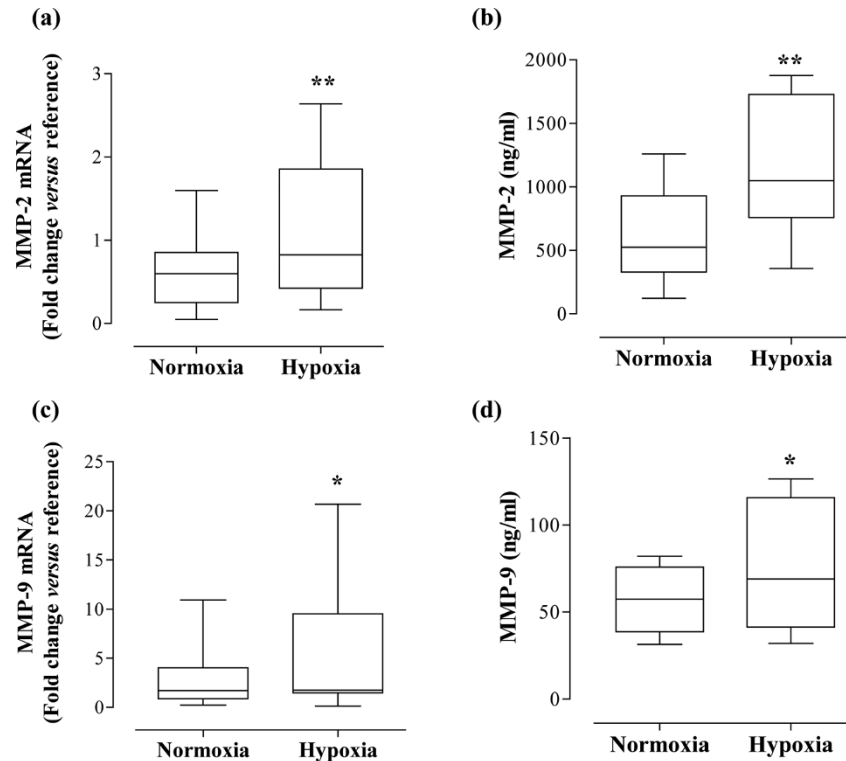 (a)
MMP-2 mRNA
(Fold change versus reference)
3
2
1
0
**
Normoxia Hypoxia
(b)
MMP-2 (ng/ml)
2000
1500
1000
500
0
**
Normoxia Hypoxia
(c)
MMP-9 mRNA
(Fold change versus reference)
25
20
15
10
5
0
*
Normoxia Hypoxia
(d)
MMP-9 (ng/ml)
150
100
50
0
*
Normoxia Hypoxia